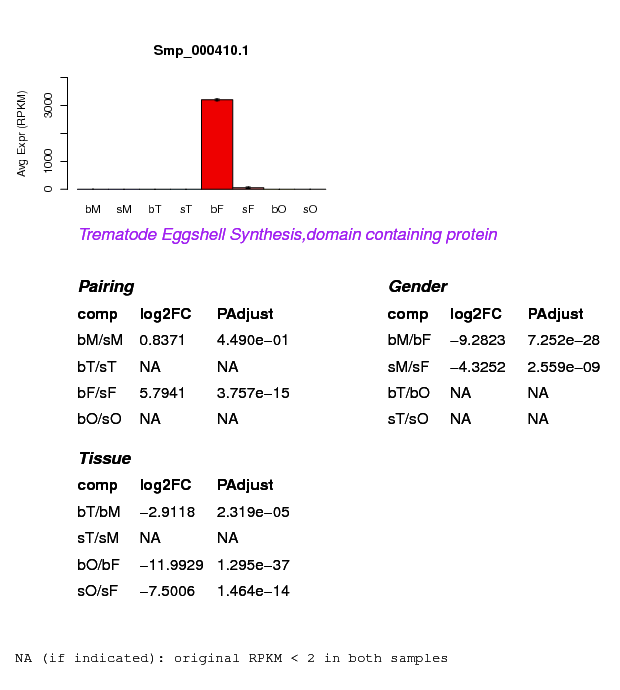 Smp_000410.1
Avg Expr (RPKM)
3000
1000
0
bM sM bT sT bF sF bO sO
Trematode Eggshell Synthesis,domain containing protein
Pairing
comp log2FC PAdjust
bM/sM 0.8371 4.490e−01
bT/sT NA NA
bF/sF 5.7941 3.757e−15
bO/sO NA NA
Gender
comp log2FC PAdjust
bM/bF −9.2823 7.252e−28
sM/sF −4.3252 2.559e−09
bT/bO NA NA
sT/sO NA NA
Tissue
comp log2FC PAdjust
bT/bM −2.9118 2.319e−05
sT/sM NA NA
bO/bF −11.9929 1.295e−37
sO/sF −7.5006 1.464e−14
NA (if indicated): original RPKM < 2 in both samples